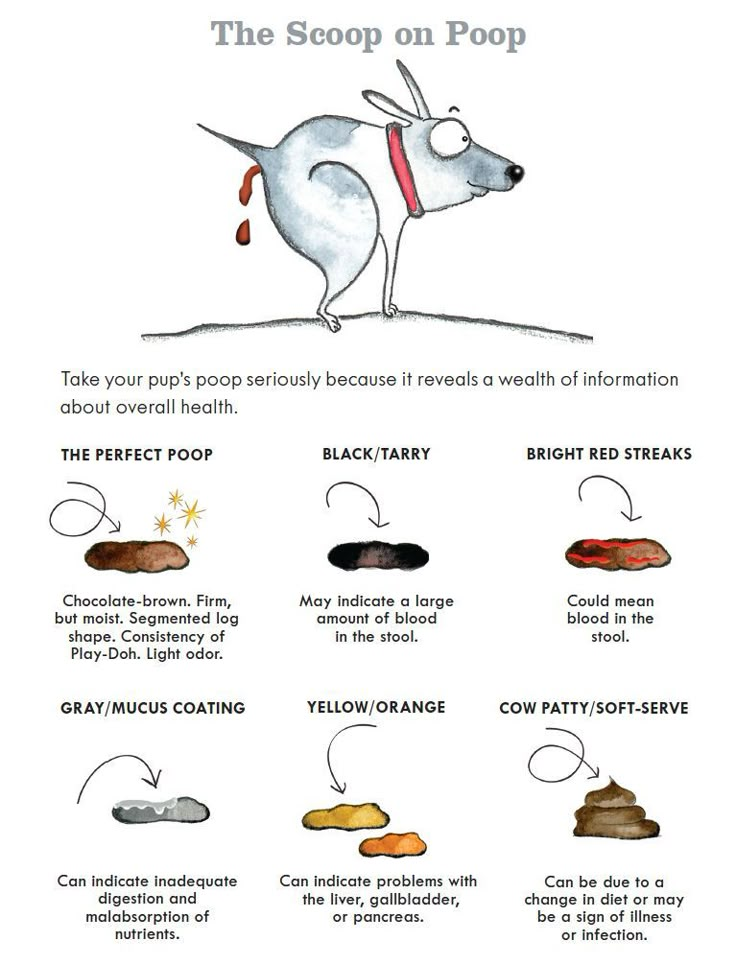 The Scoop on Poop
Take your pup's poop seriously because it reveals a wealth of information
about overall health.
THE PERFECT POOP
Chocolate-brown. Firm,
but moist. Segmented log
shape. Consistency of
Play-Doh. Light odor.
BLACK/TARRY
May indicate a large
amount of blood
in the stool.
BRIGHT RED STREAKS
Could mean
blood in the
stool.
GRAY/MUCUS COATING
Can indicate inadequate
digestion and
malabsorption of
nutrients.
YELLOW/ORANGE
Can indicate problems with
the liver, gallbladder,
or pancreas.
COW PATTY/SOFT-SERVE
Can be due to a
change in diet or may
be a sign of illness
or infection.